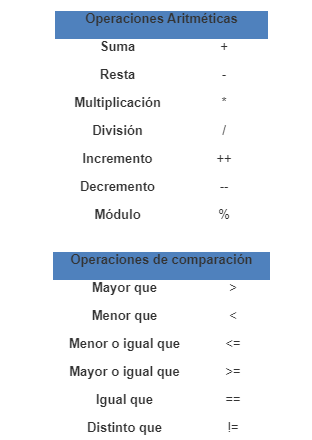 Operaciones Aritméticas
Suma +
Resta -
Multiplicación *
División /
Incremento ++
Decremento --
Módulo %
Operaciones de comparación
Mayor que >
Menor que <
Menor o igual que <=
Mayor o igual que >=
Igual que ==
Distinto que !=